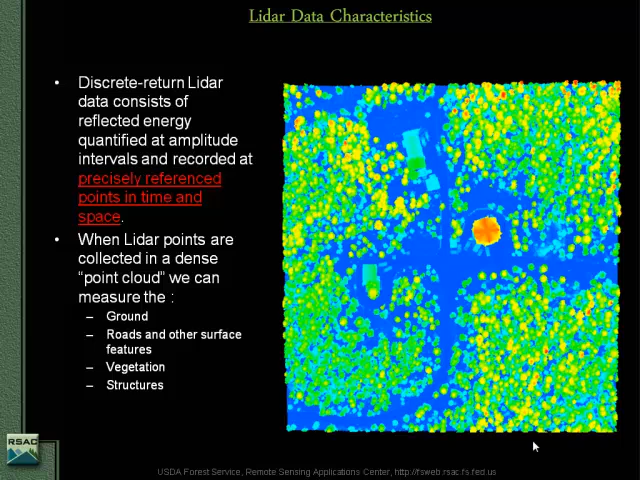 Lidar Data Characteristics
• Discrete-return Lidar
data consists of
reflected energy
quantified at amplitude
intervals and recorded at
precisely referenced
points in time and
space.
• When Lidar points are
collected in a dense
“point cloud” we can
measure the :
– Ground
– Roads and other surface
features
– Vegetation
– Structures
RSAC
USDA Forest Service, Remote Sensing Applications Center, http://fsweb.rsac.fs.fed.us